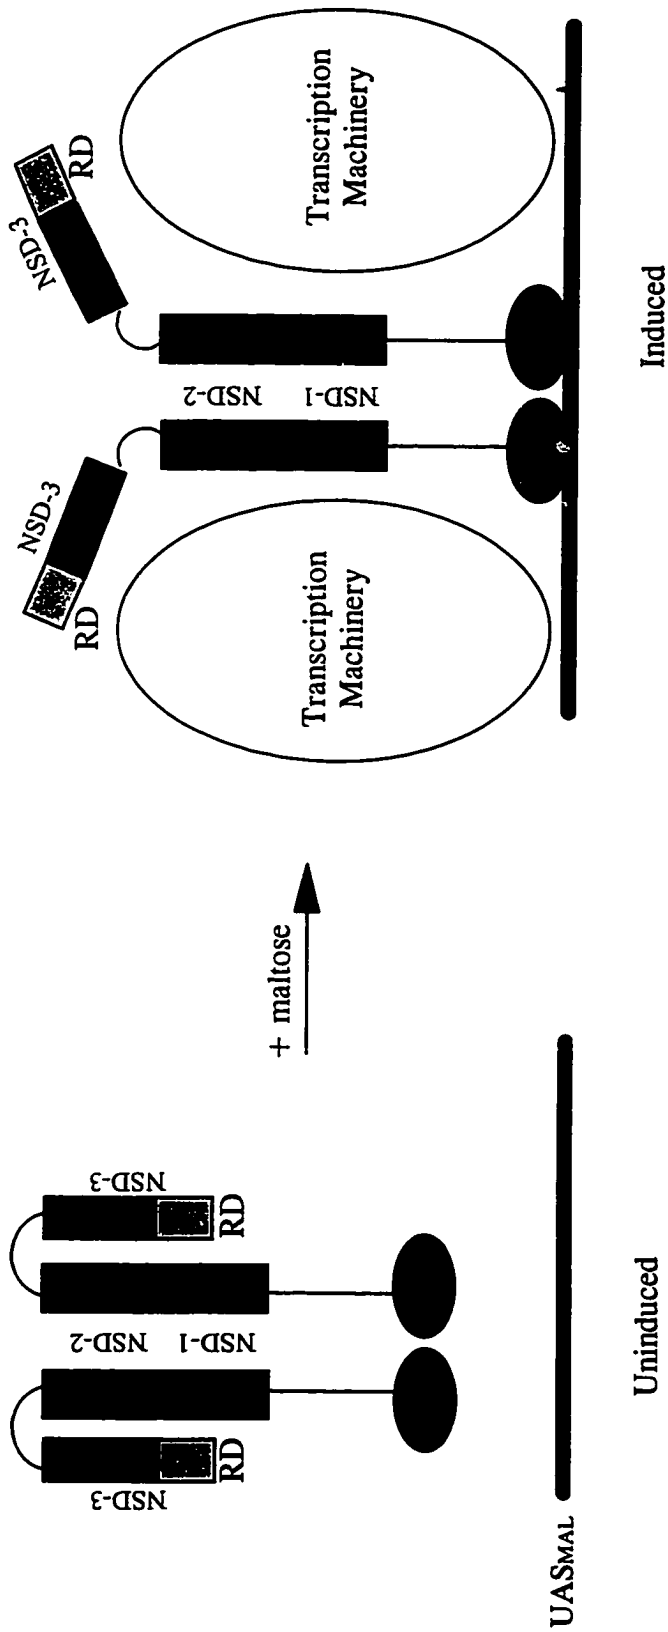 NSD-3
RD
NSD-2
NSD-1
NSD-3
RD
UASMAL
Uninduced
+ maltose
NSD-3
RD
NSD-2
NSD-1
NSD-3
RD
Transcription
Machinery
Transcription
Machinery
Induced